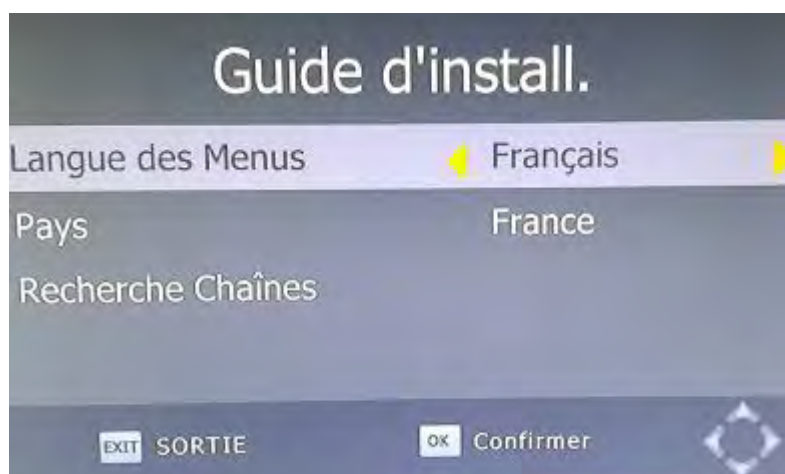 Guide d'install.
Langue des Menus Français
Pays France
Recherche Chaînes
EXIT SORTIE OK Confirmer